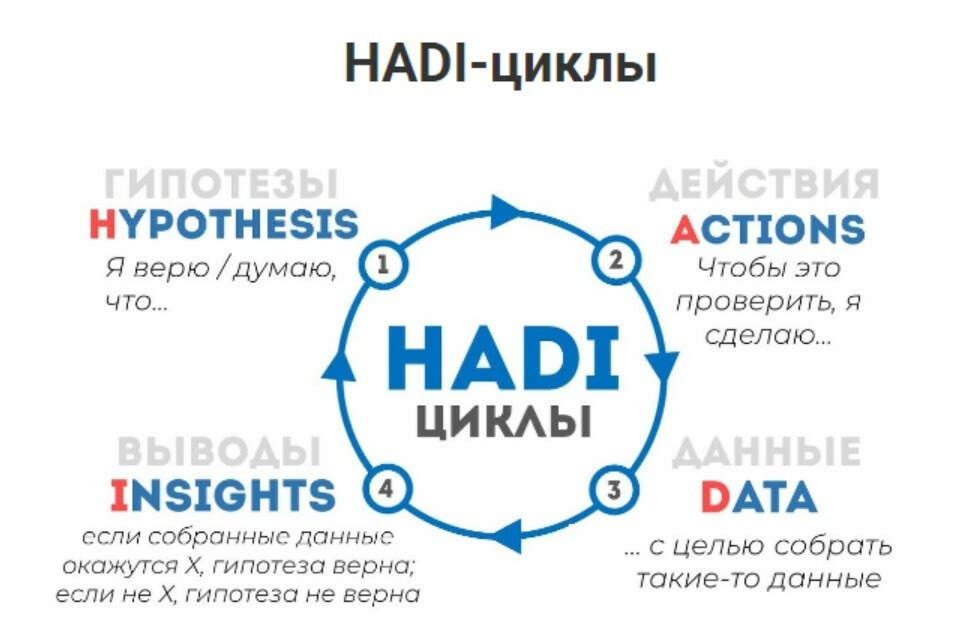 HADI-циклы
ГИПОТЕЗЫ
HYPOTHESIS
Я верю / думаю,
что...
1
ДЕЙСТВИЯ
ACTIONS
Чтобы это
проверить, я
сделаю...
2
HADI
ЦИКЛЫ
ДАННЫЕ
DATA
... с целью собрать
такие-то данные
3
ВЫВОДЫ
INSIGHTS
если собранные данные
окажутся X, гипотеза верна;
если не X, гипотеза не верна
4